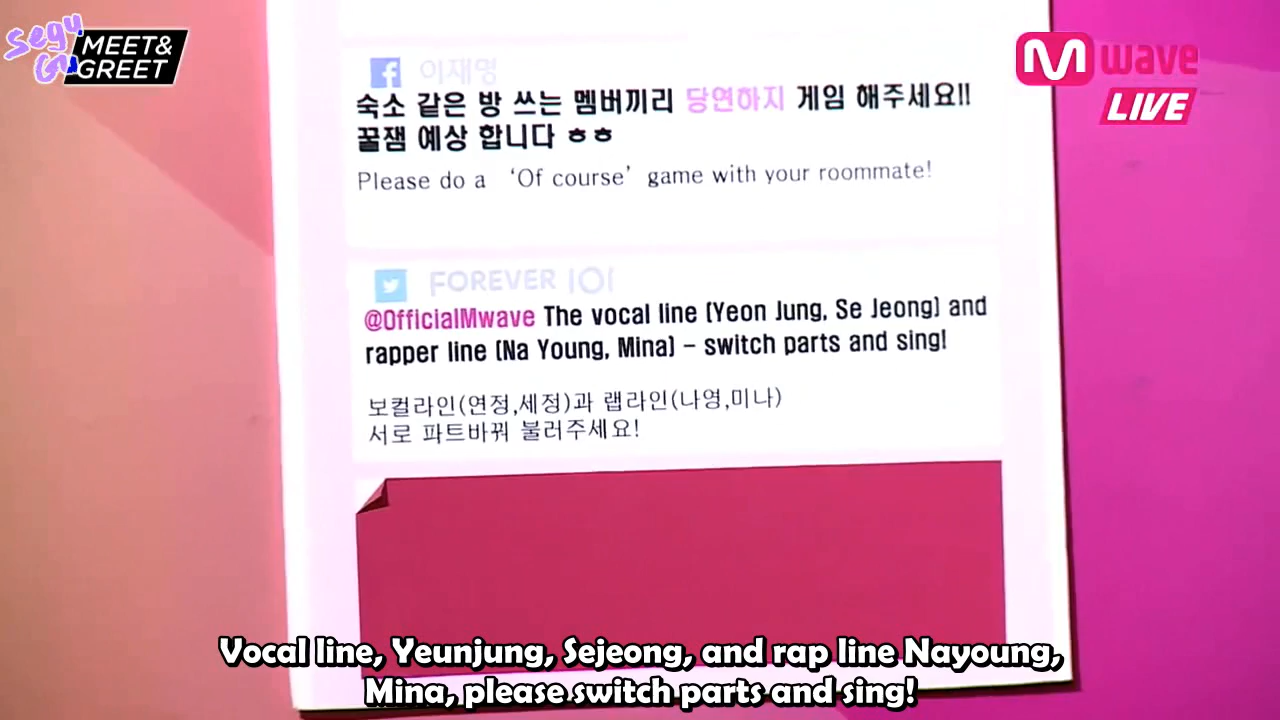 Segu
Gu
MEET&
GREET
M wave
LIVE
이재영
숙소 같은 방 쓰는 멤버끼리 당연하지 게임 해주세요!!
꿀잼 예상 합니다 ㅎㅎ
Please do a ‘Of course’ game with your roommate!
FOREVER IOI
@OfficialMwave The vocal line (Yeon Jung, Se Jeong) and
rapper line (Na Young, Mina) - switch parts and sing!
보컬라인(연정,세정)과 랩라인(나영,미나)
서로 파트바꿔 불러주세요!
Vocal line, Yeunjung, Sejeong, and rap line Nayoung,
Mina, please switch parts and sing!